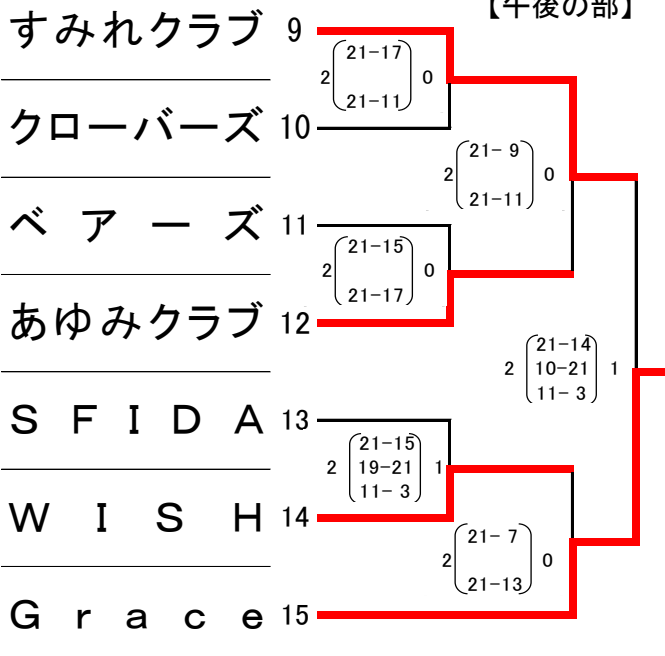 【午後の部】
すみれクラブ 9
21-17
2 0
21-11
クローバーズ 10
21- 9
2 0
21-11
ベアーズ 11
21-15
2 0
21-17
あゆみクラブ 12
21-14
2 10-21 1
11- 3
SFIDA 13
21-15
2 19-21 1
11- 3
WISH 14
21- 7
2 0
21-13
Grace 15